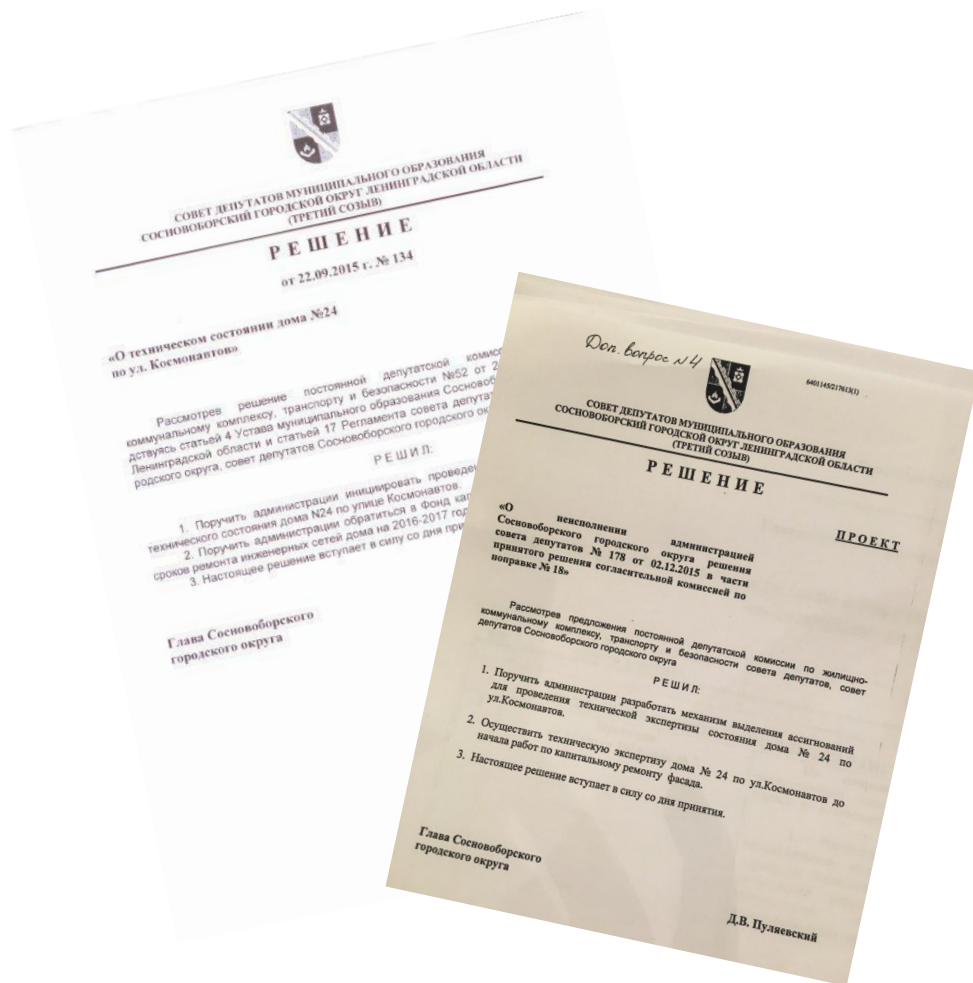 СОВЕТ ДЕПУТАТОВ МУНИЦИПАЛЬНОГО ОБРАЗОВАНИЯ
СОСНОВОБОРСКИЙ ГОРОДСКОЙ ОКРУГ ЛЕНИНГРАДСКОЙ ОБЛАСТИ
(ТРЕТИЙ СОЗЫВ)
Р Е Ш Е Н И Е
от 22.09.2015 г. № 134
«О техническом состоянии дома №24
по ул. Космонавтов»
Рассмотрев решение постоянной депутатской
коммунальному комплексу, транспорту и безопасности №52 от
дствуясь статьей 4 Устава муниципального образования
Ленинградской области и статьей 17 Регламента совета
родского округа, совет депутатов Сосновоборского городского
Р Е Ш И Л:
1. Поручить администрации инициировать
технического состояния дома N24 по улице Космонавтов.
2. Поручить администрации обратиться в Фонд
сроков ремонта инженерных сетей дома на 2016-2017
3. Настоящее решение вступает в силу со дня
Глава Сосновоборского
городского округа
Доп. вопрос №4
6401145/217613(1)
СОВЕТ ДЕПУТАТОВ МУНИЦИПАЛЬНОГО ОБРАЗОВАНИЯ
СОСНОВОБОРСКИЙ ГОРОДСКОЙ ОКРУГ ЛЕНИНГРАДСКОЙ ОБЛАСТИ
(ТРЕТИЙ СОЗЫВ)
Р Е Ш Е Н И Е
П Р О Е К Т
«О неисполнении администрацией
Сосновоборского городского округа решения
совета депутатов № 178 от 02.12.2015 в части
принятого решения согласительной комиссией по
поправке № 18»
Рассмотрев предложения постоянной депутатской комиссии по жилищно-
коммунальному комплексу, транспорту и безопасности совета депутатов, совет
депутатов Сосновоборского городского округа
Р Е Ш И Л:
1. Поручить администрации разработать механизм выделения ассигнований
для проведения технической экспертизы состояния дома № 24 по
ул.Космонавтов.
2. Осуществить техническую экспертизу дома № 24 по ул.Космонавтов до
начала работ по капитальному ремонту фасада.
3. Настоящее решение вступает в силу со дня принятия.
Глава Сосновоборского
городского округа
Д.В. Пуляевский